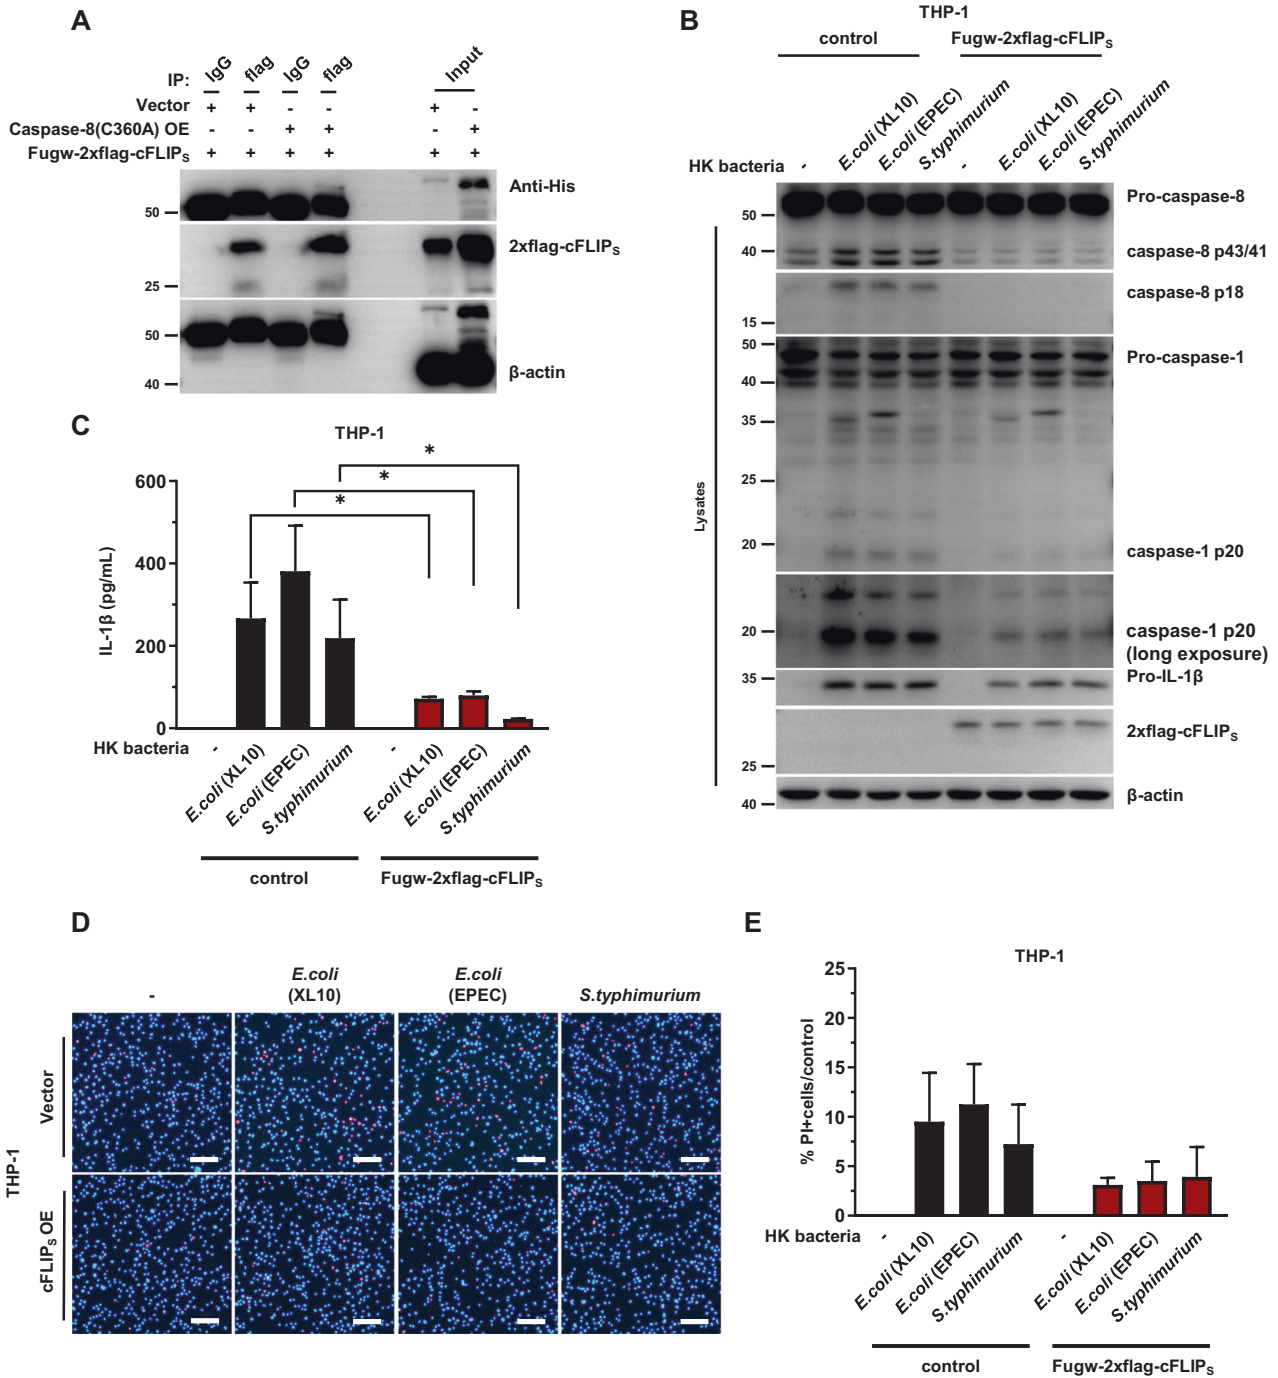 A
IP: IgG flag IgG flag Input
Vector + + - - + -
Caspase-8(C360A) OE - - + + - +
Fugw-2xflag-cFLIPS + + + + + +
Anti-His
50
2xflag-cFLIPS
25
50
β-actin
40
B
THP-1
control Fugw-2xflag-cFLIPS
HK bacteria - E.coli (XL10) E.coli (EPEC) S.typhimurium - E.coli (XL10) E.coli (EPEC) S.typhimurium
Lysates
Pro-caspase-8
50
40 caspase-8 p43/41
caspase-8 p18
15
50 Pro-caspase-1
40
35
25
20 caspase-1 p20
20 caspase-1 p20
(long exposure)
35 Pro-IL-1β
2xflag-cFLIPS
25
40 β-actin
C
THP-1
* * *
IL-1β (pg/mL)
600
400
200
0
HK bacteria - E.coli (XL10) E.coli (EPEC) S.typhimurium - E.coli (XL10) E.coli (EPEC) S.typhimurium
control Fugw-2xflag-cFLIPS
D
- E.coli (XL10) E.coli (EPEC) S.typhimurium
THP-1
Vector
cFLIPS OE
E
THP-1
% PI+cells/control
25
20
15
10
5
0
HK bacteria - E.coli (XL10) E.coli (EPEC) S.typhimurium - E.coli (XL10) E.coli (EPEC) S.typhimurium
control Fugw-2xflag-cFLIPS